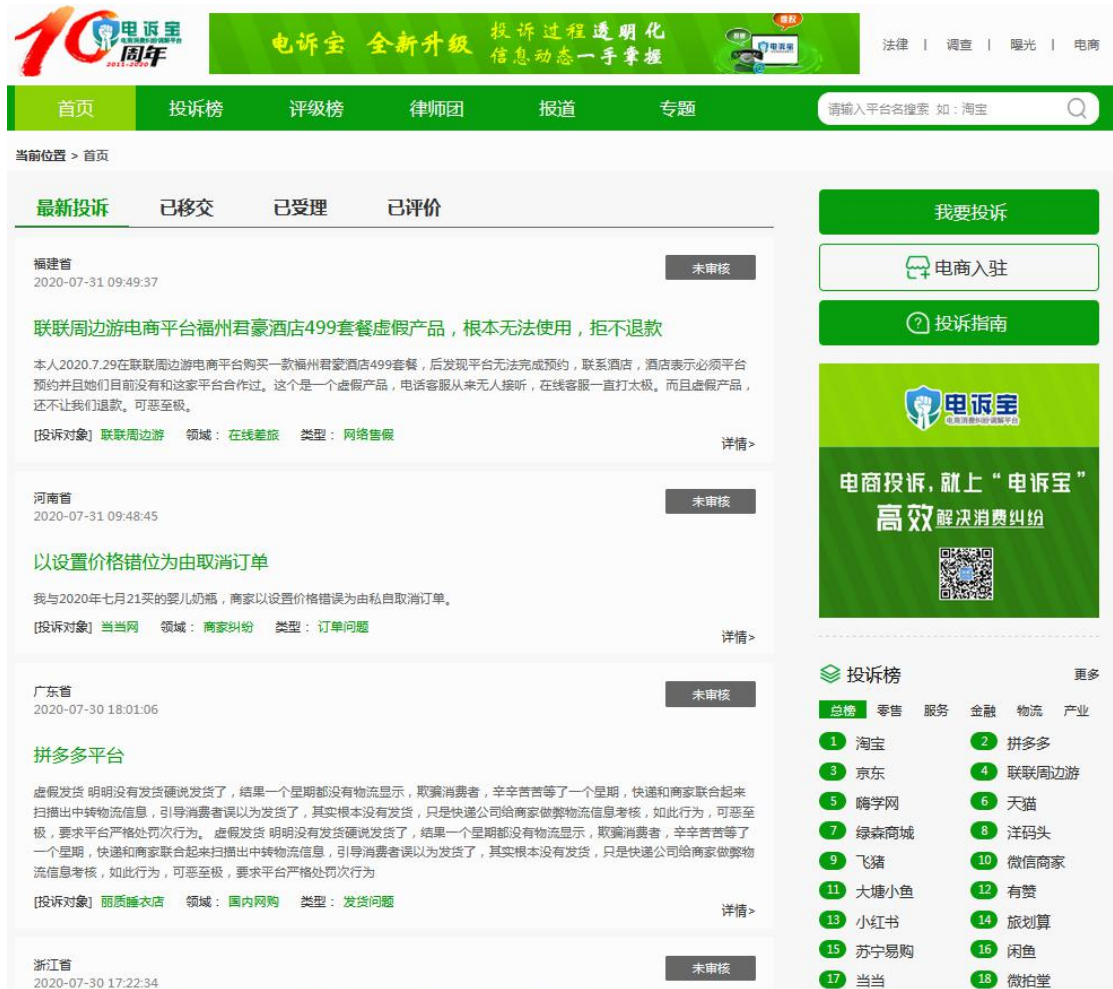 10周年
电诉宝
电商消费纠纷调解平台
2011-2020
电诉宝 全新升级 投诉过程透明化
信息动态一手掌握
维权
电诉宝
法律 | 调查 | 曝光 | 电商
首页 投诉榜 评级榜 律师团 报道 专题
请输入平台名搜索 如：淘宝
当前位置 > 首页
最新投诉 已移交 已受理 已评价
福建省
2020-07-31 09:49:37
未审核
联联周边游电商平台福州君豪酒店499套餐虚假产品，根本无法使用，拒不退款
本人2020.7.29在联联周边游电商平台购买一款福州君豪酒店499套餐，后发现平台无法完成预约，联系酒店，酒店表示必须平台
预约并且她们目前没有和这家平台合作过。这个是一个虚假产品，电话客服从来无人接听，在线客服一直打太极。而且虚假产品，
还不让我们退款。可恶至极。
[投诉对象] 联联周边游 领域：在线差旅 类型：网络售假
详情>
河南省
2020-07-31 09:48:45
未审核
以设置价格错位为由取消订单
我与2020年七月21买的婴儿奶瓶，商家以设置价格错误为由私自取消订单。
[投诉对象] 当当网 领域：商家纠纷 类型：订单问题
详情>
广东省
2020-07-30 18:01:06
未审核
拼多多平台
虚假发货 明明没有发货硬说发货了，结果一个星期都没有物流显示，欺骗消费者，辛辛苦苦等了一个星期，快递和商家联合起来
扫描出中转物流信息，引导消费者误以为发货了，其实根本没有发货，只是快递公司给商家做弊物流信息考核，如此行为，可恶至
极，要求平台严格处罚次行为。 虚假发货 明明没有发货硬说发货了，结果一个星期都没有物流显示，欺骗消费者，辛辛苦苦等了
一个星期，快递和商家联合起来扫描出中转物流信息，引导消费者误以为发货了，其实根本没有发货，只是快递公司给商家做弊物
流信息考核，如此行为，可恶至极，要求平台严格处罚次行为
[投诉对象] 丽质睡衣店 领域：国内网购 类型：发货问题
详情>
浙江省
2020-07-30 17:22:34
未审核
我要投诉
电商入驻
投诉指南
电诉宝
电商消费纠纷调解平台
电商投诉，就上“电诉宝”
高效解决消费纠纷
投诉榜 更多
总榜 零售 服务 金融 物流 产业
1 淘宝 2 拼多多
3 京东 4 联联周边游
5 嗨学网 6 天猫
7 绿森商城 8 洋码头
9 飞猪 10 微信商家
11 大塘小鱼 12 有赞
13 小红书 14 旅划算
15 苏宁易购 16 闲鱼
17 当当 18 微拍堂